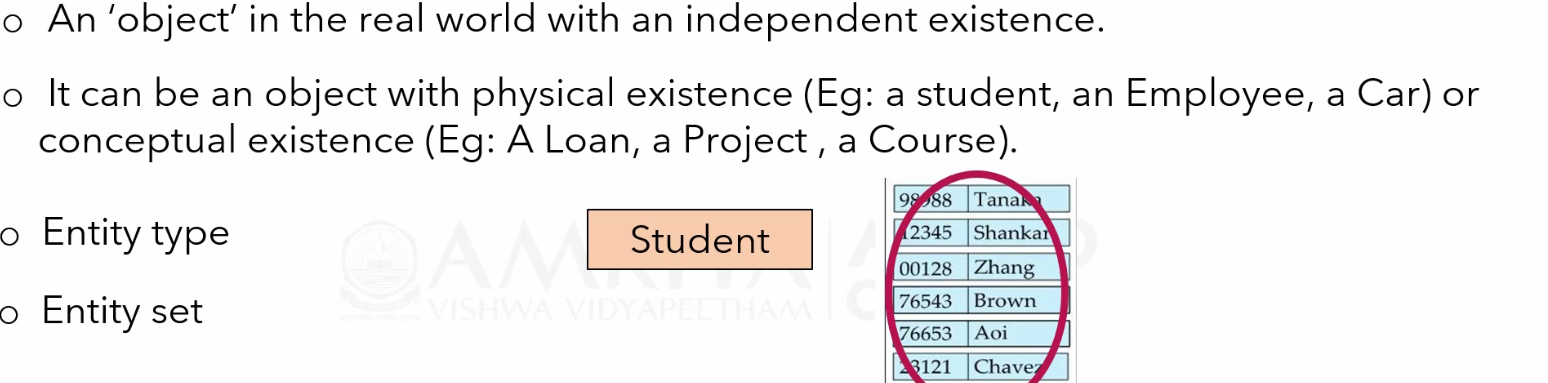 o An ‘object’ in the real world with an independent existence.
o It can be an object with physical existence (Eg: a student, an Employee, a Car) or
conceptual existence (Eg: A Loan, a Project , a Course).
o Entity type
o Entity set
Student
98988 Tanaka
12345 Shankar
00128 Zhang
76543 Brown
76653 Aoi
23121 Chavez
AMRITA
VISHWA VIDYAPEETHAM